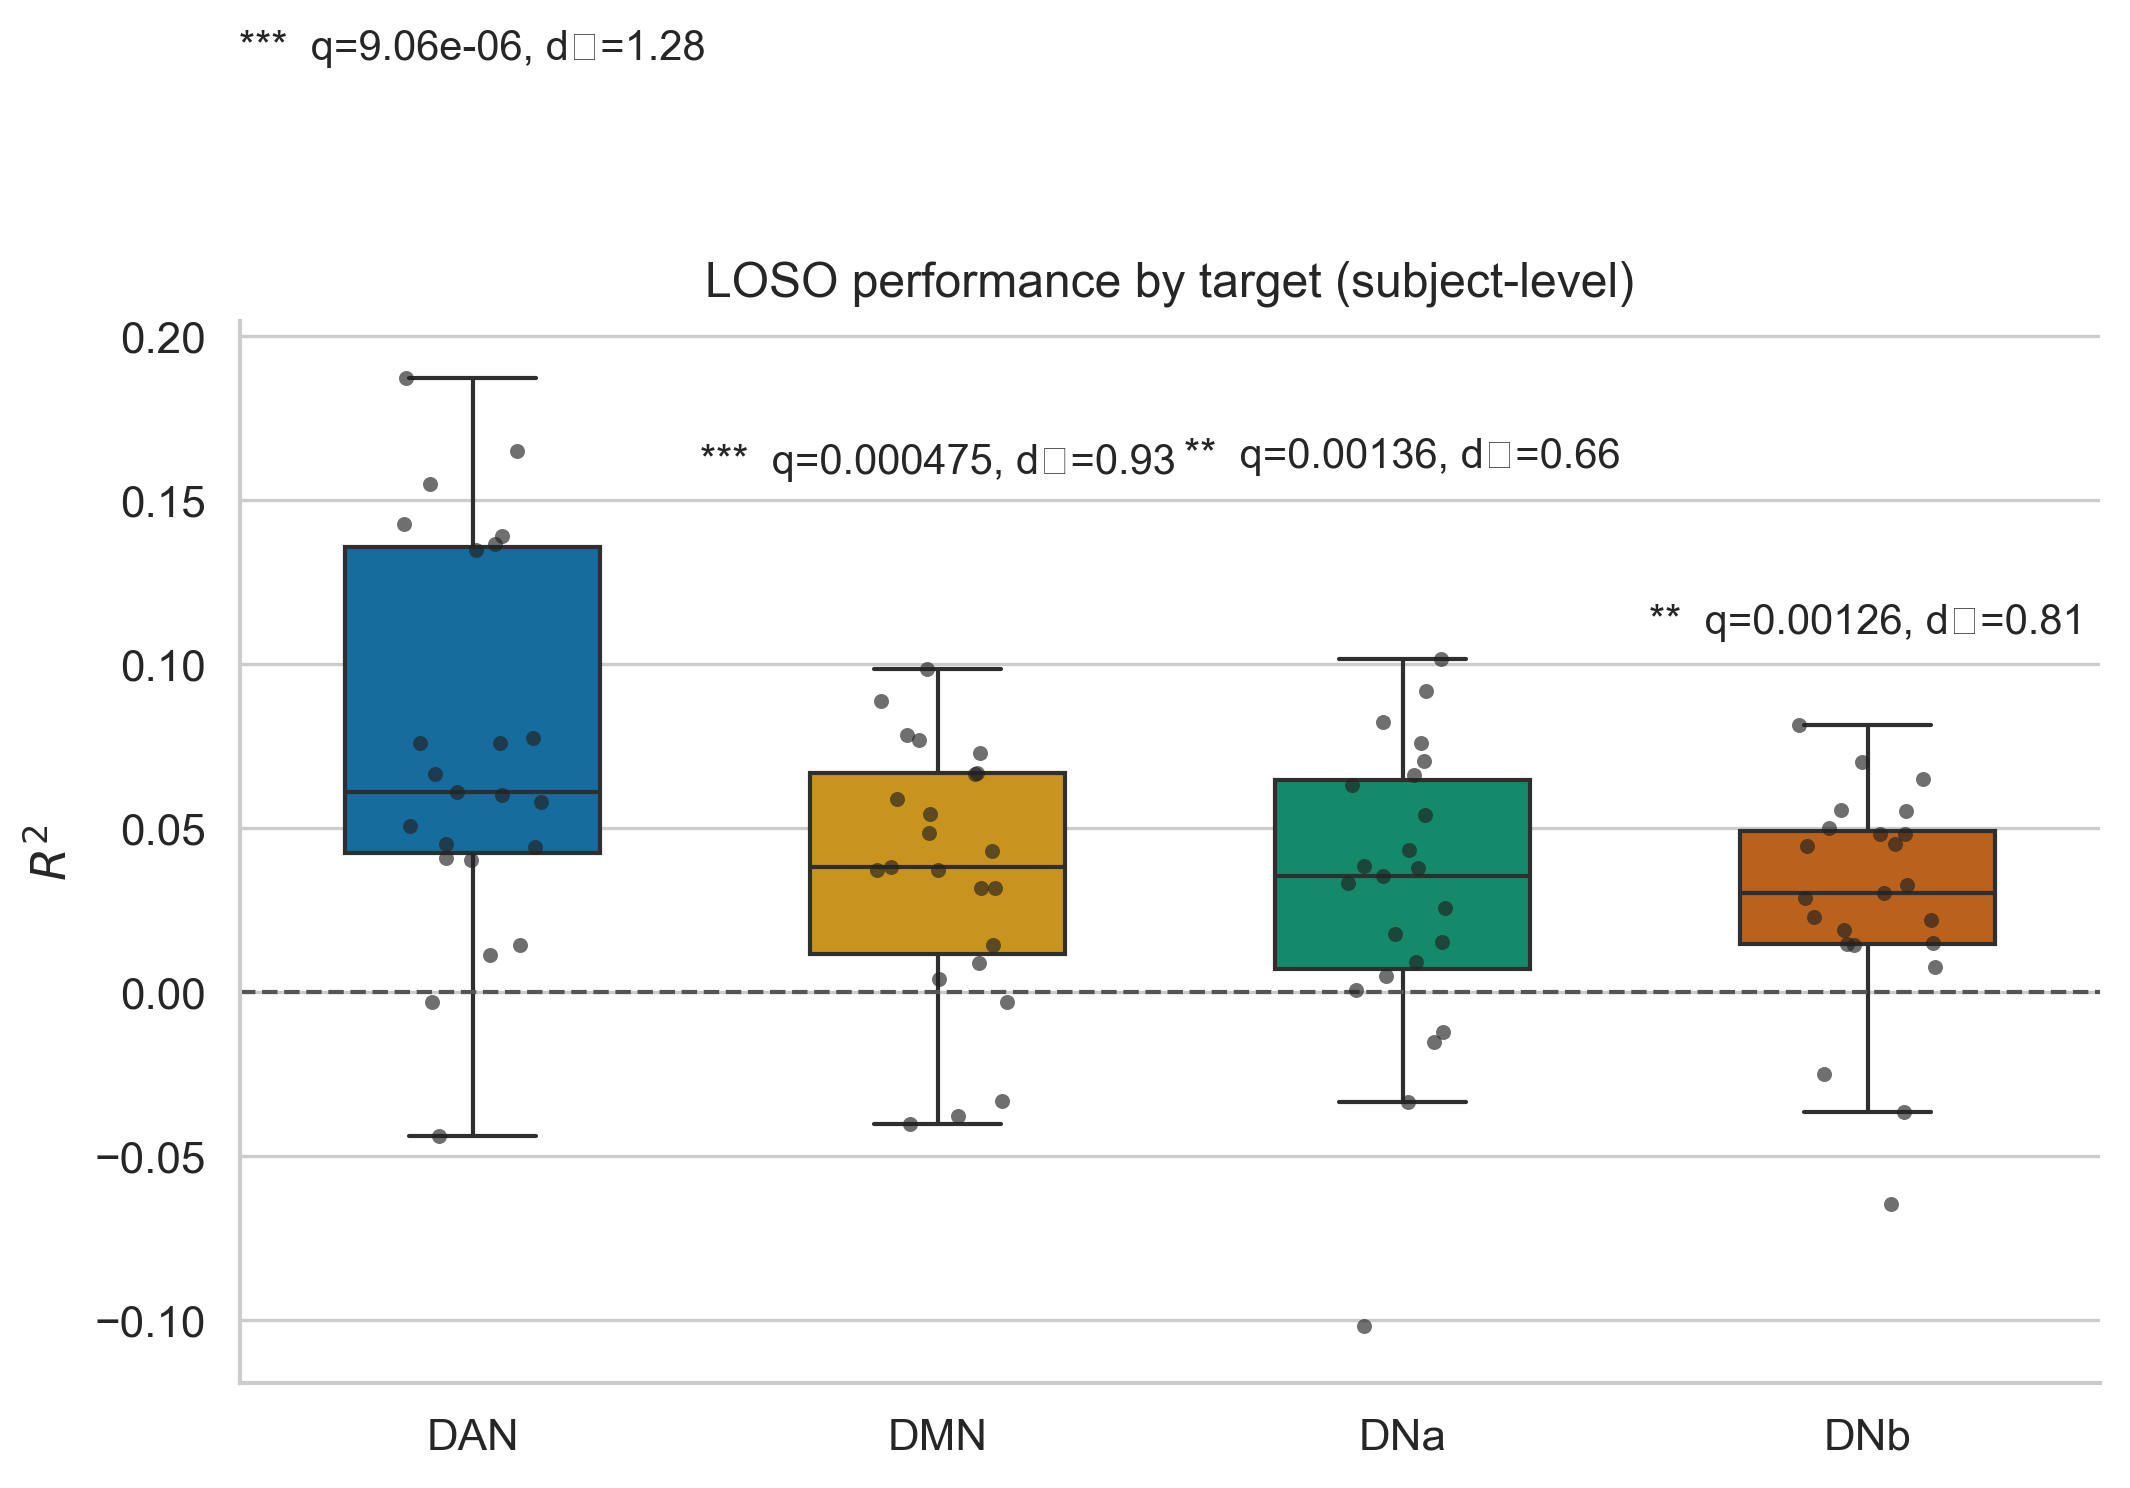 *** q=9.06e-06, d□=1.28
LOSO performance by target (subject-level)
0.20
*** q=0.000475, d□=0.93
** q=0.00136, d□=0.66
0.15
** q=0.00126, d□=0.81
0.10
0.05
R²
0.00
−0.05
−0.10
DAN
DMN
DNa
DNb